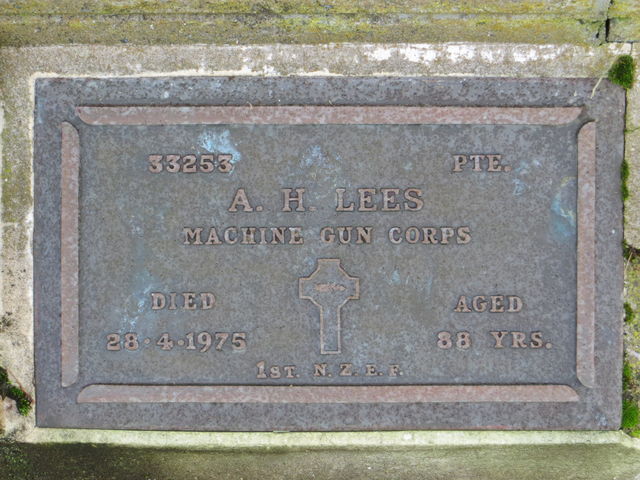 33253 PTE.
A. H. LEES
MACHINE GUN CORPS
DIED AGED
28·4·1975 88 YRS.
1ST. N. Z. E. F.